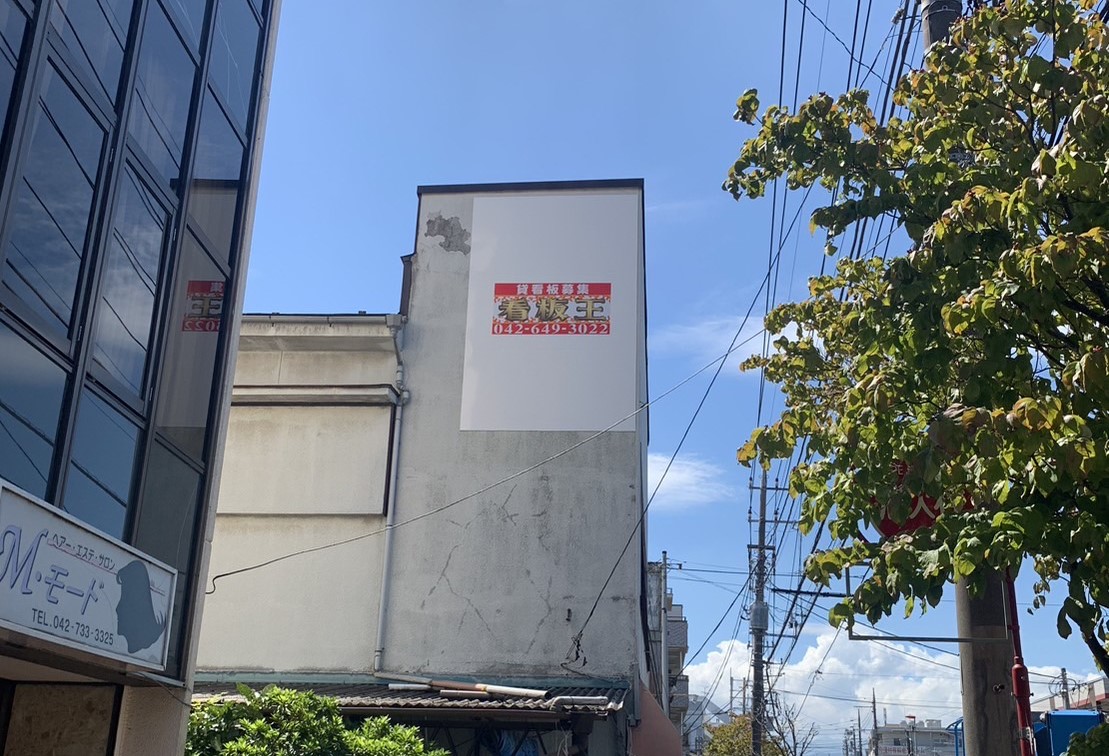 貸看板募集
看板王
042-649-3022
ヘアー・エステ・サロン
M・モード
TEL.042-733-3325